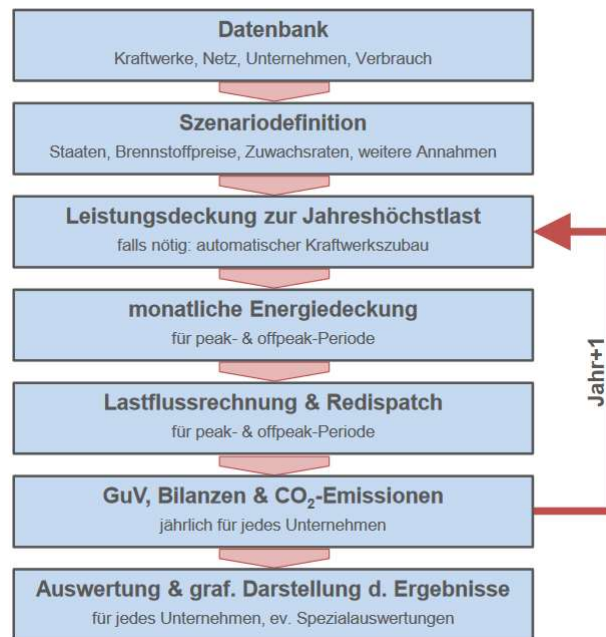 Datenbank
Kraftwerke, Netz, Unternehmen, Verbrauch
Szenariodefinition
Staaten, Brennstoffpreise, Zuwachsraten, weitere Annahmen
Leistungsdeckung zur Jahreshöchstlast
falls nötig: automatischer Kraftwerkszubau
monatliche Energiedeckung
für peak- & offpeak-Periode
Lastflussrechnung & Redispatch
für peak- & offpeak-Periode
GuV, Bilanzen & CO₂-Emissionen
jährlich für jedes Unternehmen
Auswertung & graf. Darstellung d. Ergebnisse
für jedes Unternehmen, ev. Spezialauswertungen
Jahr+1